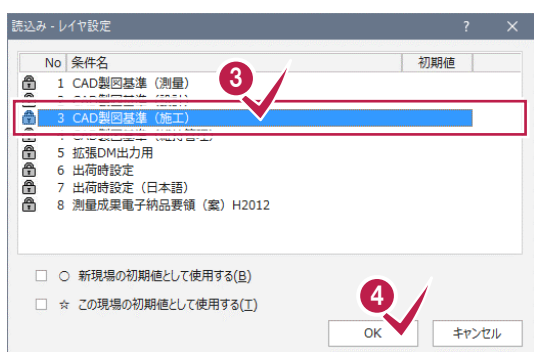 読込み - レイヤ設定 ? ×
No 条件名 初期値
1 CAD製図基準（測量）
3
3 CAD製図基準（施工）
5 拡張DM出力用
6 出荷時設定
7 出荷時設定（日本語）
8 測量成果電子納品要領（案）H2012
○ 新現場の初期値として使用する(B)
☆ この現場の初期値として使用する(T)
4
OK キャンセル